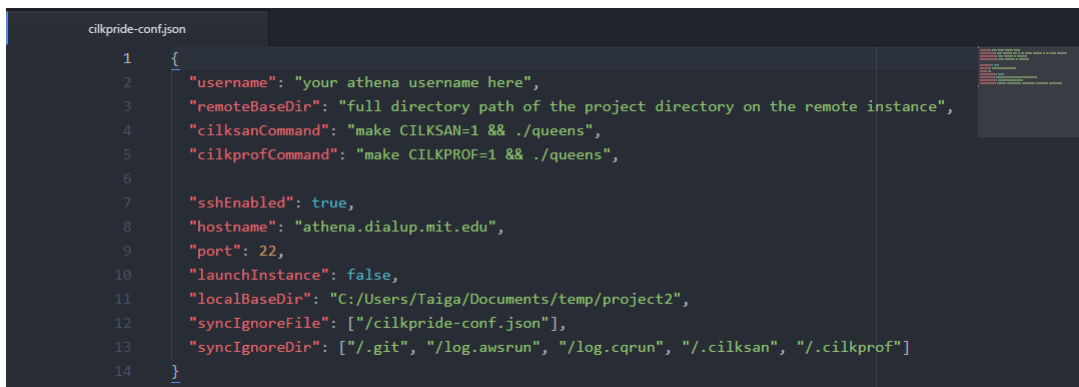 cilkpride-conf.json
1 {
2 "username": "your athena username here",
3 "remoteBaseDir": "full directory path of the project directory on the remote instance",
4 "cilksanCommand": "make CILKSAN=1 && ./queens",
5 "cilkprofCommand": "make CILKPROF=1 && ./queens",
6
7 "sshEnabled": true,
8 "hostname": "athena.dialup.mit.edu",
9 "port": 22,
10 "launchInstance": false,
11 "localBaseDir": "C:/Users/Taiga/Documents/temp/project2",
12 "syncIgnoreFile": ["/cilkpride-conf.json"],
13 "syncIgnoreDir": ["/.git", "/log.awsrun", "/log.cqrun", "/.cilksan", "/.cilkprof"]
14 }